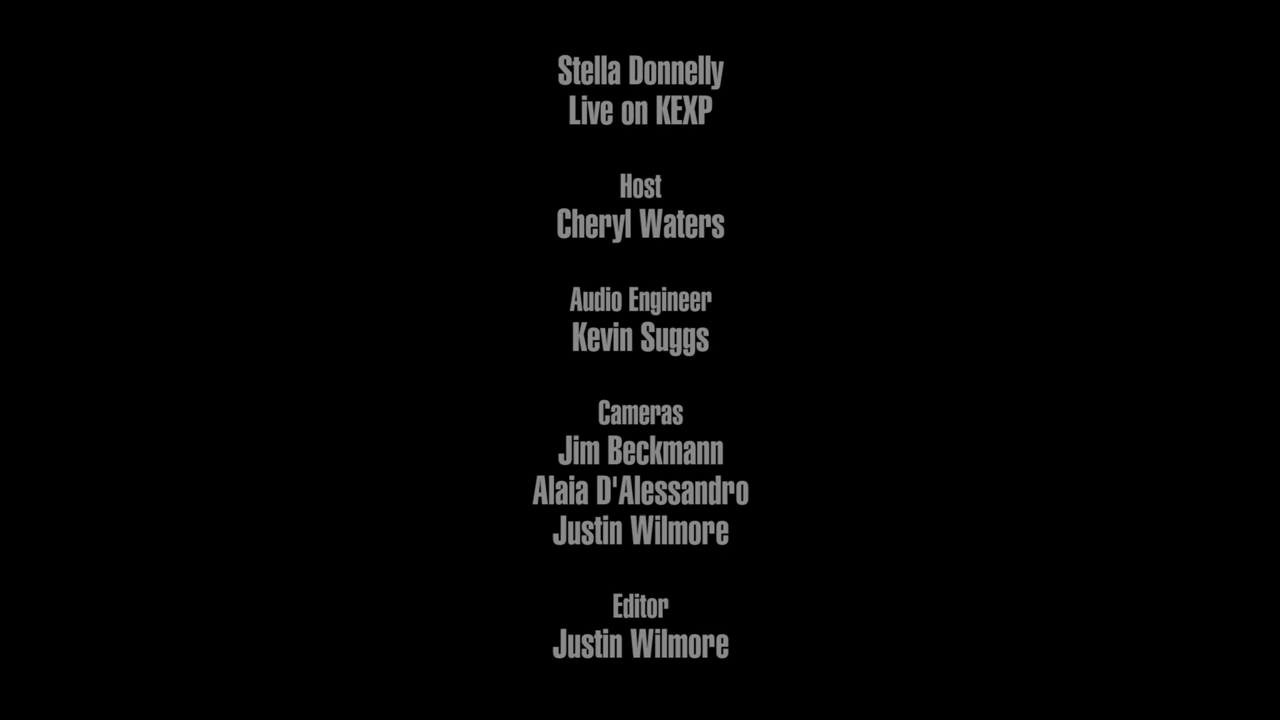 Stella Donnelly
Live on KEXP
Host
Cheryl Waters
Audio Engineer
Kevin Suggs
Cameras
Jim Beckmann
Alaia D'Alessandro
Justin Wilmore
Editor
Justin Wilmore